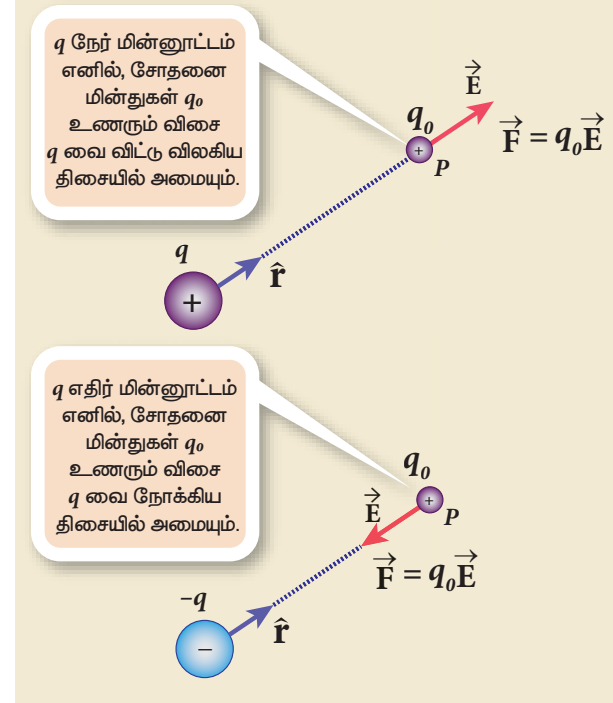 q நேர் மின்னூட்டம்
எனில், சோதனை
மின்துகள் q₀
உணரும் விசை
q வை விட்டு விலகிய
திசையில் அமையும்.
E⃗
q₀
+
P
F⃗ = q₀E⃗
q
+
r̂
q எதிர் மின்னூட்டம்
எனில், சோதனை
மின்துகள் q₀
உணரும் விசை
q வை நோக்கிய
திசையில் அமையும்.
q₀
+
E⃗
P
F⃗ = q₀E⃗
−q
−
r̂